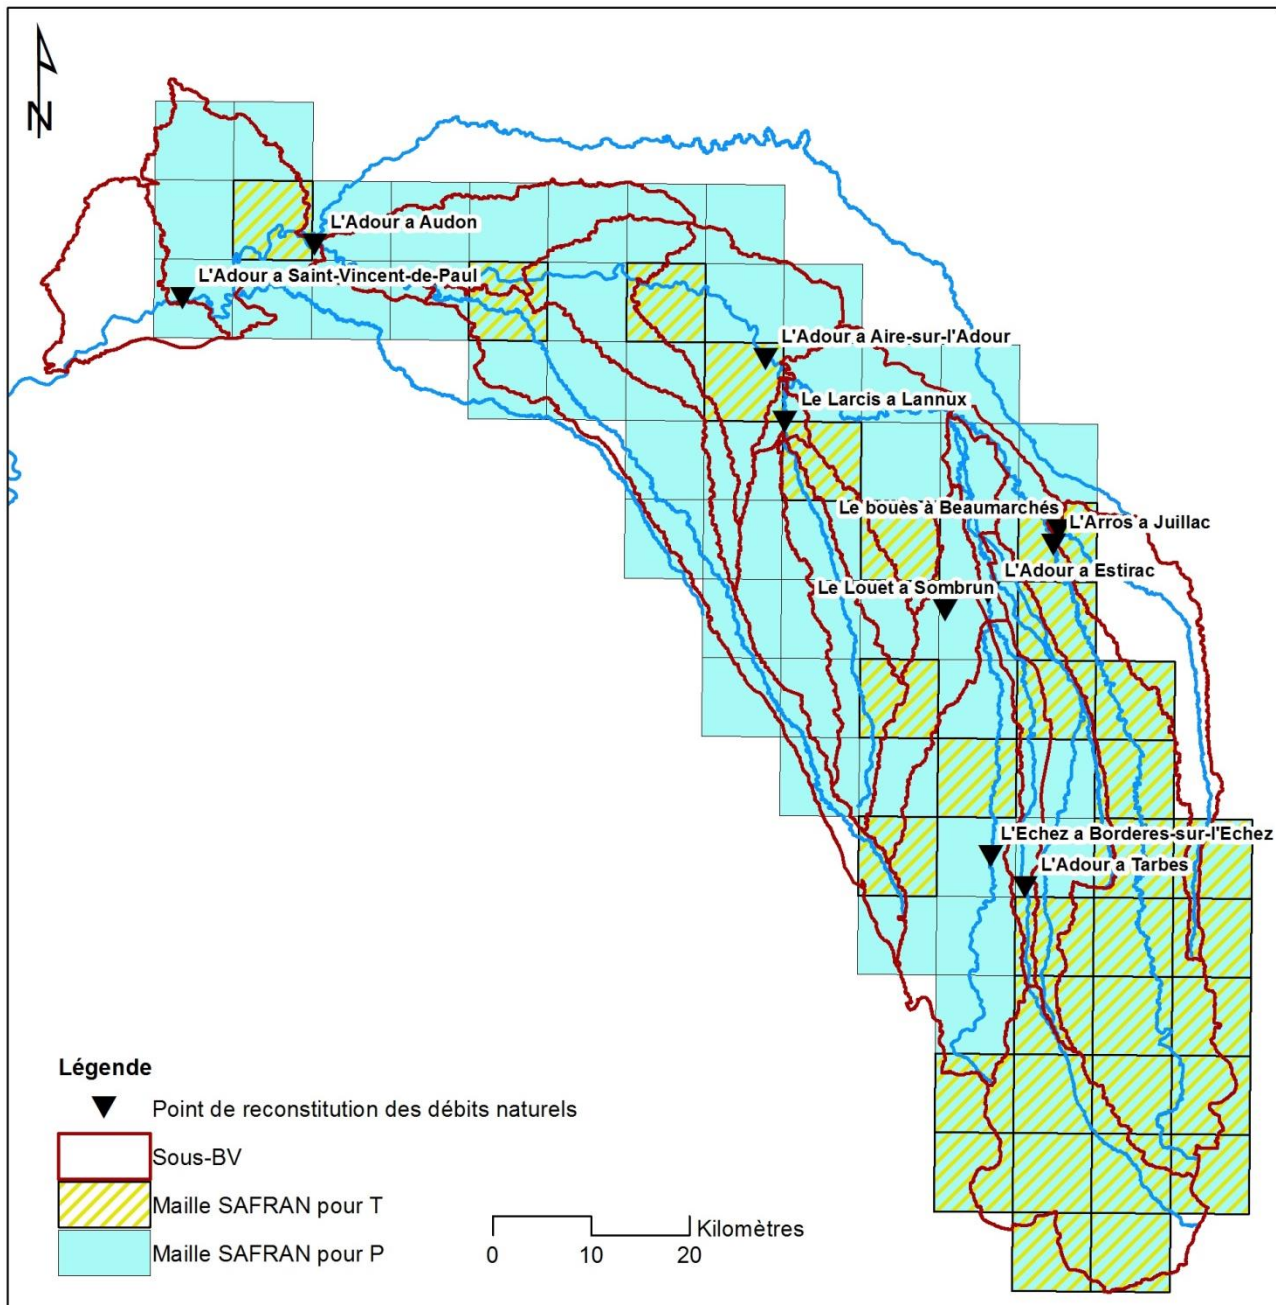 N
L'Adour a Audon
L'Adour a Saint-Vincent-de-Paul
L'Adour a Aire-sur-l'Adour
Le Larcis a Lannux
Le bouès à Beaumarchés
L'Arros a Juillac
L'Adour a Estirac
Le Louet a Sombrun
L'Echez a Borderes-sur-l'Echez
L'Adour a Tarbes
Légende
Point de reconstitution des débits naturels
Sous-BV
Maille SAFRAN pour T
Maille SAFRAN pour P
Kilomètres
0 10 20